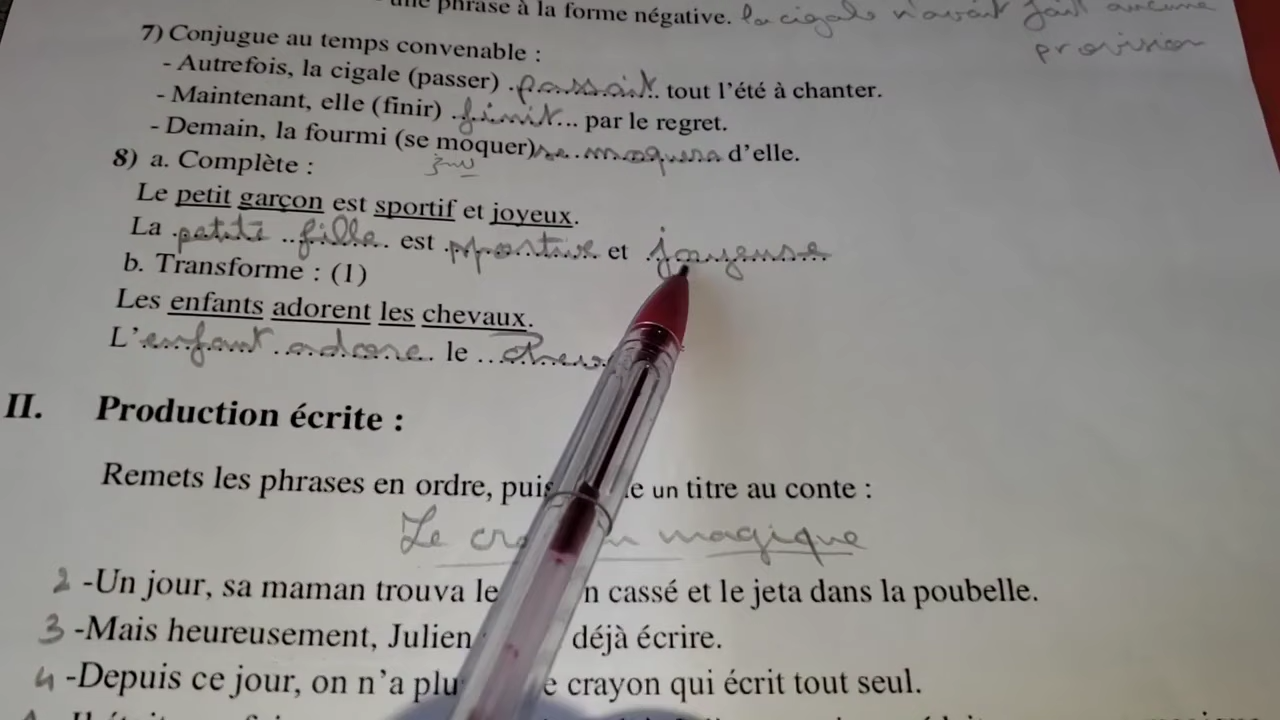 une phrase à la forme négative. la cigale n'avait fait aucune
provision
7) Conjugue au temps convenable :
- Autrefois, la cigale (passer) .passait. tout l'été à chanter.
- Maintenant, elle (finir) .finit... par le regret.
- Demain, la fourmi (se moquer) se moquera d'elle.
8) a. Complète :
Le petit garçon est sportif et joyeux.
La .petite ..fille.. est .sportive et joyeuse
b. Transforme : (1)
Les enfants adorent les chevaux.
L'enfant adore. le ...
II. Production écrite :
Remets les phrases en ordre, un titre au conte :
Le magique
2 -Un jour, sa maman trouva cassé et le jeta dans la poubelle.
3 -Mais heureusement, Julien déjà écrire.
4 -Depuis ce jour, on n'a crayon qui écrit tout seul.